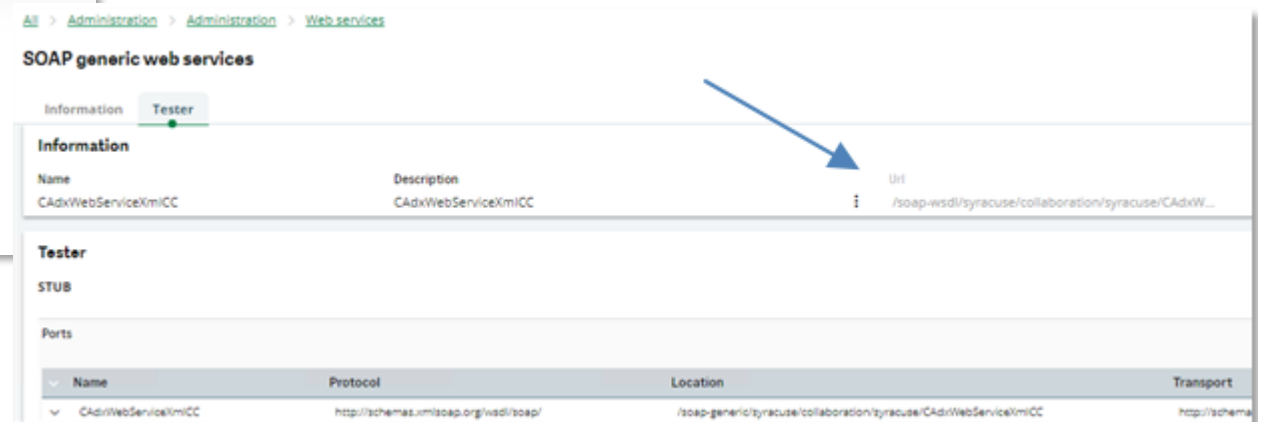 All > Administration > Administration > Web services
SOAP generic web services
Information Tester
Information
Name Description Url
CAdxWebServiceXmlCC CAdxWebServiceXmlCC /soap-wsdl/syracuse/collaboration/syracuse/CAdxW...
Tester
STUB
Ports
Name Protocol Location Transport
CAdxWebServiceXmlCC http://schemas.xmlsoap.org/wsdl/soap/ /soap-generic/syracuse/collaboration/syracuse/CAdxWebServiceXmlCC http://schema